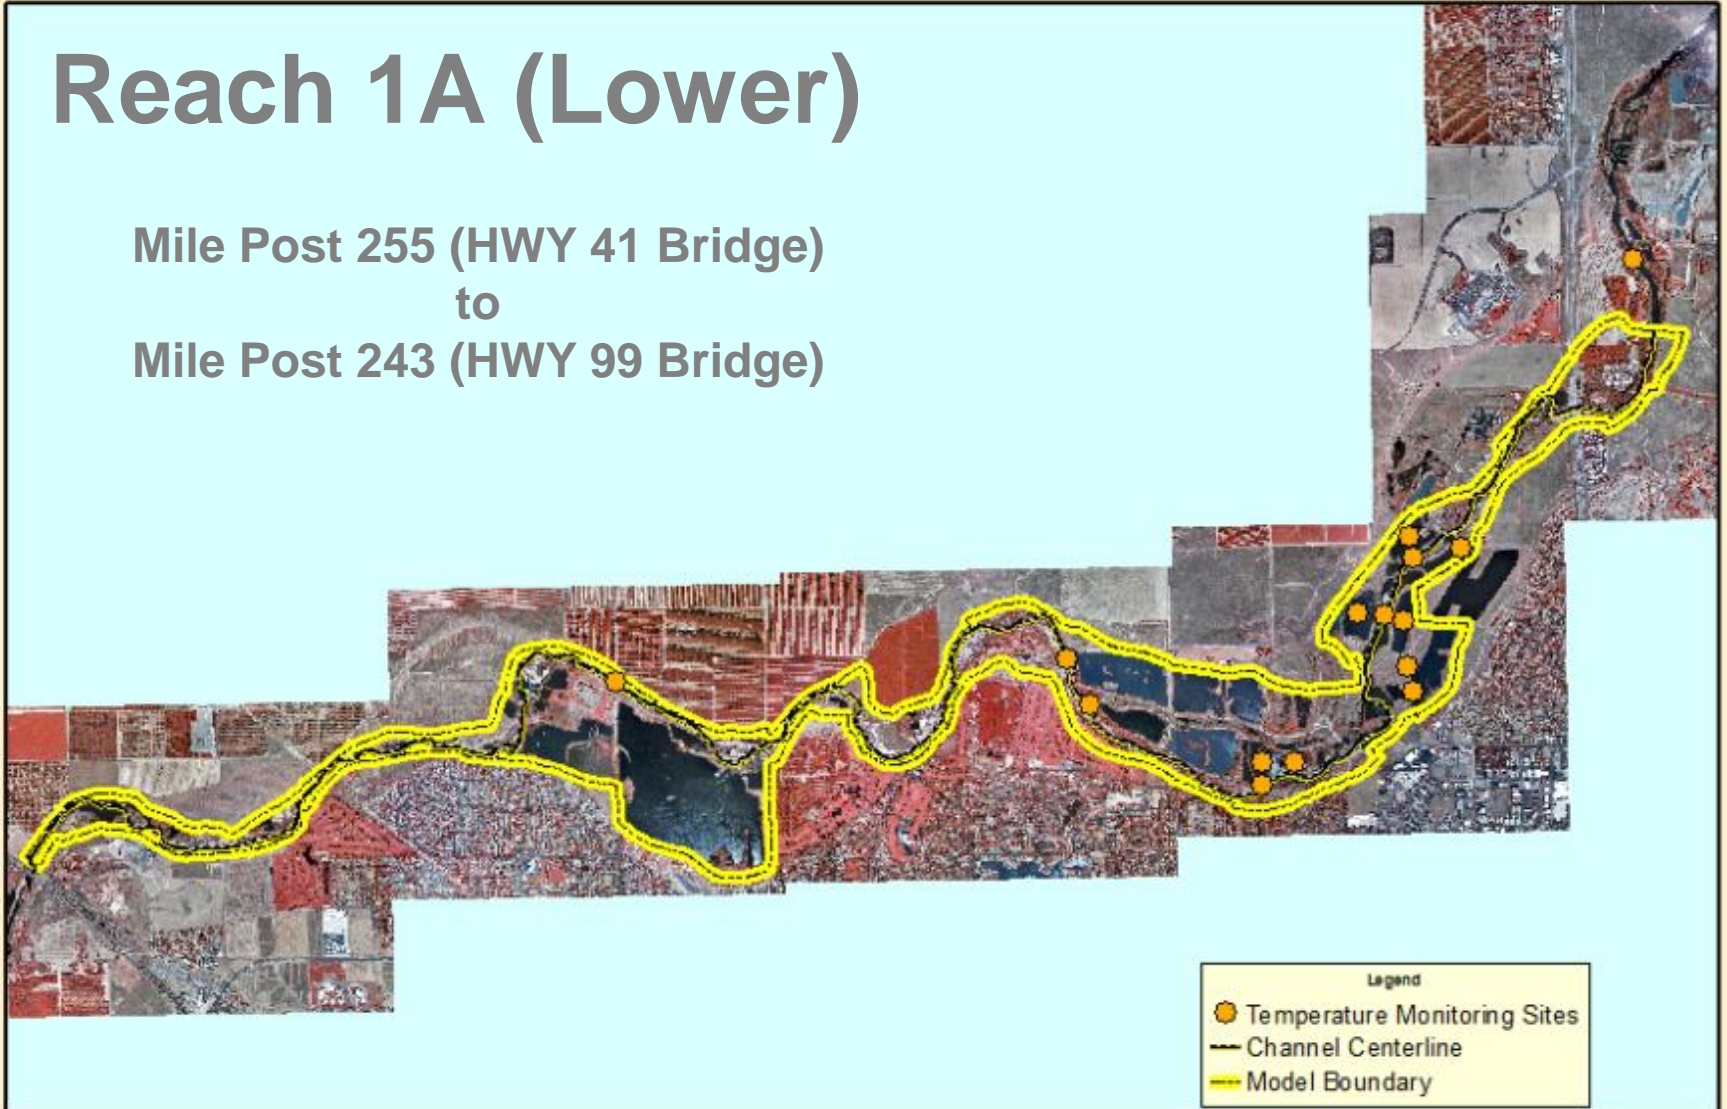 Reach 1A (Lower)
Mile Post 255 (HWY 41 Bridge)
to
Mile Post 243 (HWY 99 Bridge)
Legend
Temperature Monitoring Sites
Channel Centerline
Model Boundary